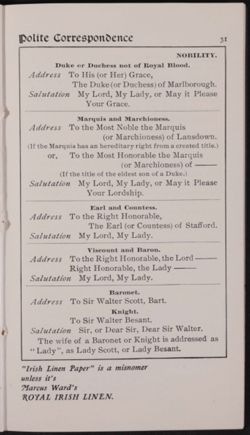 Polite Correspondence 31
NOBILITY.
Duke or Duchess not of Royal Blood.
Address To His (or Her) Grace,
The Duke (or Duchess) of Marlborough.
Salutation My Lord, My Lady, or May it Please
Your Grace.
Marquis and Marchioness.
Address To the Most Noble the Marquis
(or Marchioness) of Lansdown.
(If the Marquis has an hereditary right from a created title.)
or, To the Most Honorable the Marquis
(or Marchioness) of ——
(If the title of the eldest son of a Duke.)
Salutation My Lord, My Lady, or May it Please
Your Lordship.
Earl and Countess.
Address To the Right Honorable,
The Earl (or Countess) of Stafford.
Salutation My Lord, My Lady.
Viscount and Baron.
Address To the Right Honorable, the Lord ——
Right Honorable, the Lady ——
Salutation My Lord, My Lady.
Baronet.
Address To Sir Walter Scott, Bart.
Knight.
To Sir Walter Besant.
Salutation Sir, or Dear Sir, Dear Sir Walter.
The wife of a Baronet or Knight is addressed as
"Lady", as Lady Scott, or Lady Besant.
"Irish Linen Paper" is a misnomer
unless it's
Marcus Ward's
ROYAL IRISH LINEN.